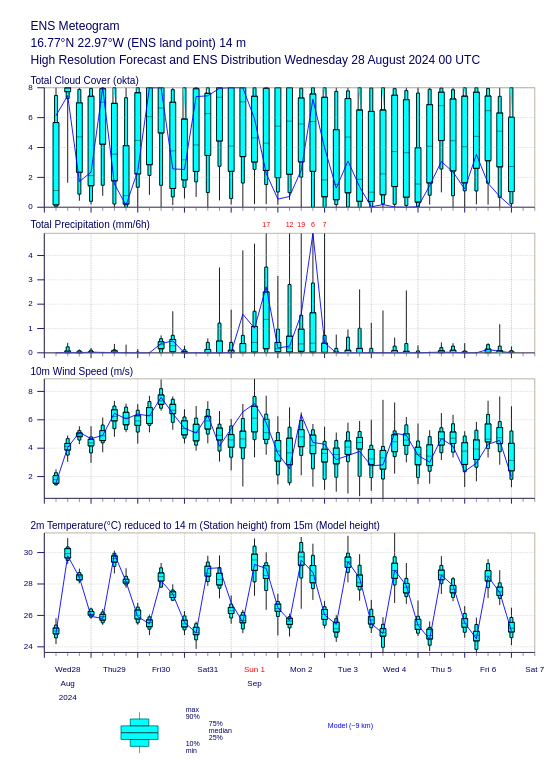 ENS Meteogram
16.77°N 22.97°W (ENS land point) 14 m
High Resolution Forecast and ENS Distribution Wednesday 28 August 2024 00 UTC
Total Cloud Cover (okta)
8
6
4
2
0
Total Precipitation (mm/6h)
17 12 19 6 7
4
3
2
1
0
10m Wind Speed (m/s)
8
6
4
2
2m Temperature(°C) reduced to 14 m (Station height) from 15m (Model height)
30
28
26
24
Wed28 Thu29 Fri30 Sat31 Sun 1 Mon 2 Tue 3 Wed 4 Thu 5 Fri 6 Sat 7
Aug Sep
2024
max
90%
75%
median
25%
10%
min
Model (~9 km)